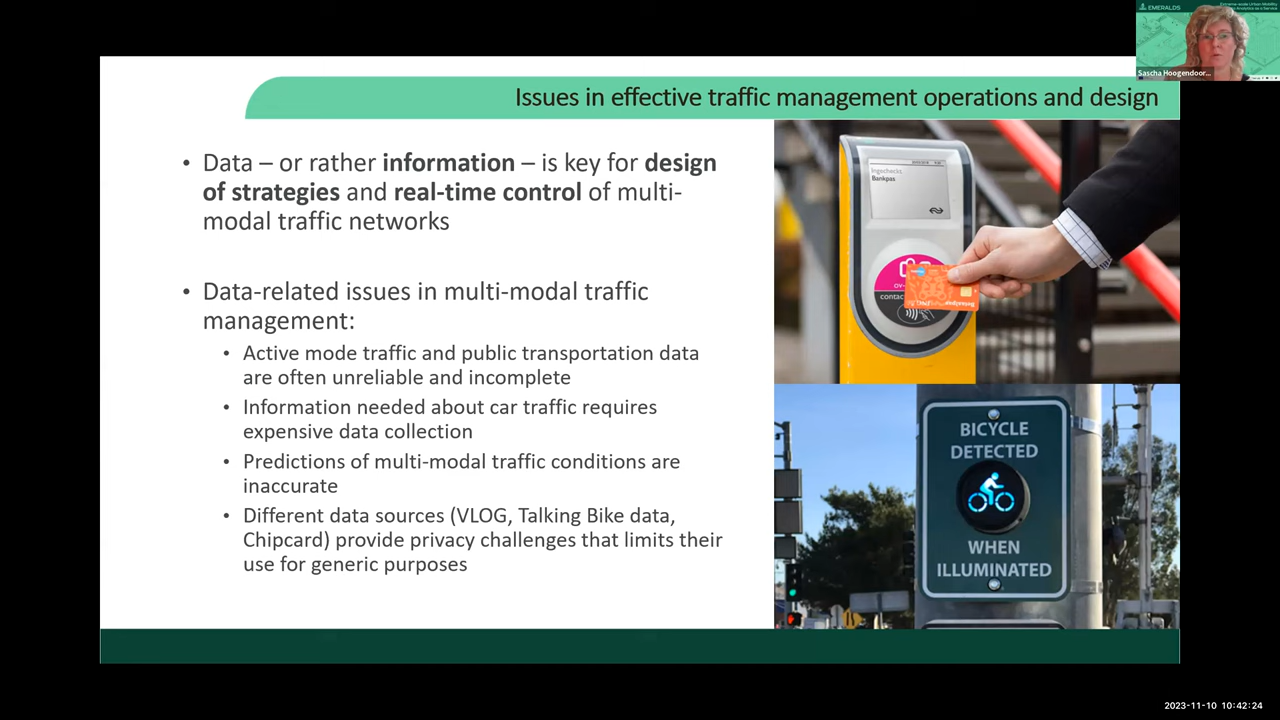 EMERALDS
Sascha Hoogendoor...
Issues in effective traffic management operations and design
• Data – or rather information – is key for design
of strategies and real-time control of multi-
modal traffic networks
• Data-related issues in multi-modal traffic
management:
• Active mode traffic and public transportation data
are often unreliable and incomplete
• Information needed about car traffic requires
expensive data collection
• Predictions of multi-modal traffic conditions are
inaccurate
• Different data sources (VLOG, Talking Bike data,
Chipcard) provide privacy challenges that limits their
use for generic purposes
Ingecheckt
Bankpas
BICYCLE
DETECTED
WHEN
ILLUMINATED
2023-11-10 10:42:24